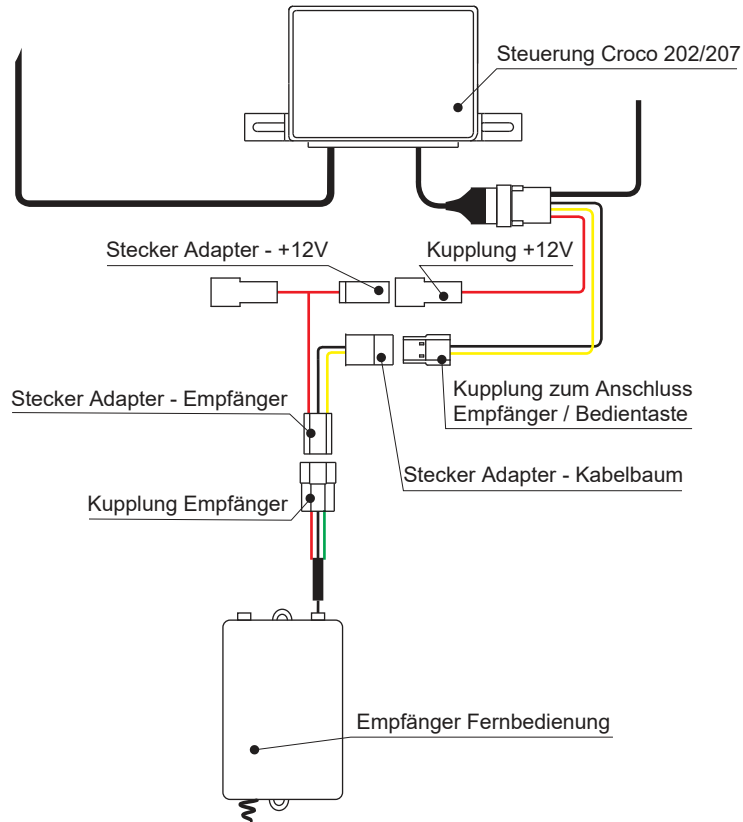 Steuerung Croco 202/207
Stecker Adapter - +12V
Kupplung +12V
Kupplung zum Anschluss
Empfänger / Bedientaste
Stecker Adapter - Empfänger
Stecker Adapter - Kabelbaum
Kupplung Empfänger
Empfänger Fernbedienung